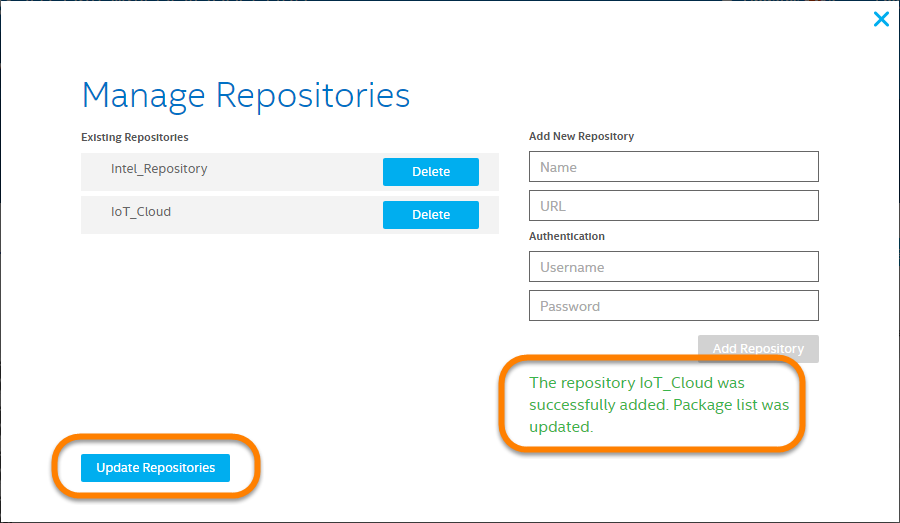 Manage Repositories
Existing Repositories
Intel_Repository
Delete
IoT_Cloud
Delete
Add New Repository
Name
URL
Authentication
Username
Password
Add Repository
The repository IoT_Cloud was
successfully added. Package list was
updated.
Update Repositories